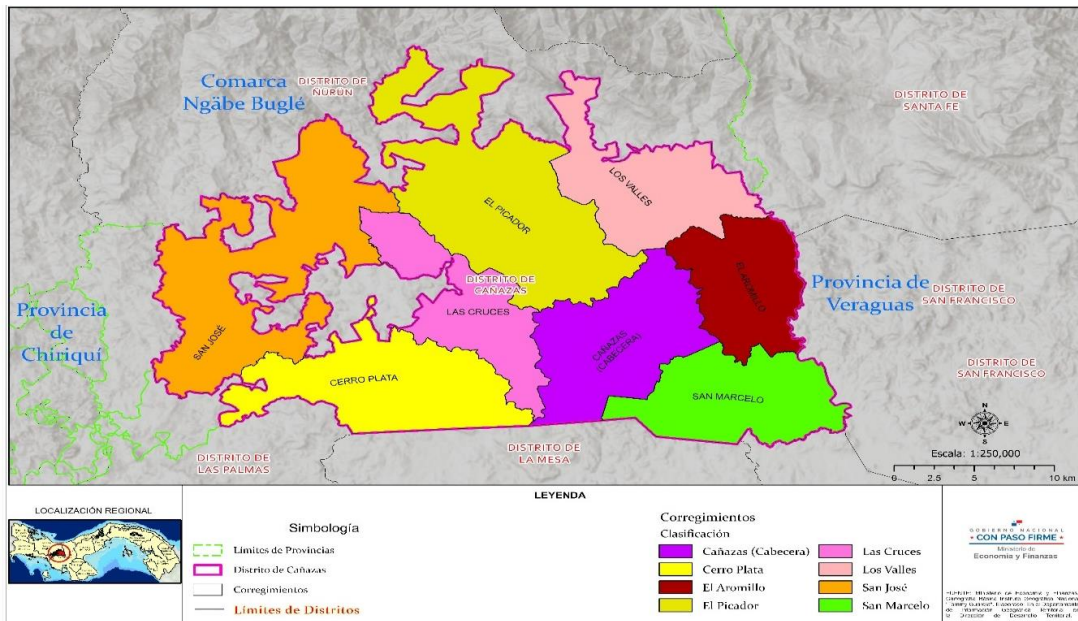 Comarca
Ngäbe Buglé
DISTRITO DE
ÑURÜN
DISTRITO DE
SANTA FE
LOS VALLES
EL PICADOR
DISTRITO DE
CAÑAZAS
LAS CRUCES
EL AROMILLO
Provincia de
Veraguas
DISTRITO DE
SAN FRANCISCO
Provincia
de
Chiriquí
SAN JOSÉ
CAÑAZAS
(CABECERA)
DISTRITO DE
SAN FRANCISCO
CERRO PLATA
SAN MARCELO
DISTRITO DE
LAS PALMAS
DISTRITO DE
LA MESA
N
W E
S
Escala: 1:250,000
0 2.5 5 10 km
LEYENDA
LOCALIZACIÓN REGIONAL
Simbología
Límites de Provincias
Distrito de Cañazas
Corregimientos
Límites de Distritos
Corregimientos
Clasificación
Cañazas (Cabecera)
Cerro Plata
El Aromillo
El Picador
Las Cruces
Los Valles
San José
San Marcelo
GOBIERNO NACIONAL
CON PASO FIRME
Ministerio de
Economía y Finanzas